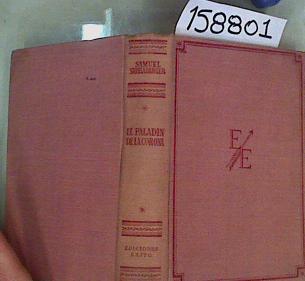 158801
SAMUEL
SHELLABARGER
EL PALADIN
DE LA CORONA
EDICIONES
EXITO
E
E